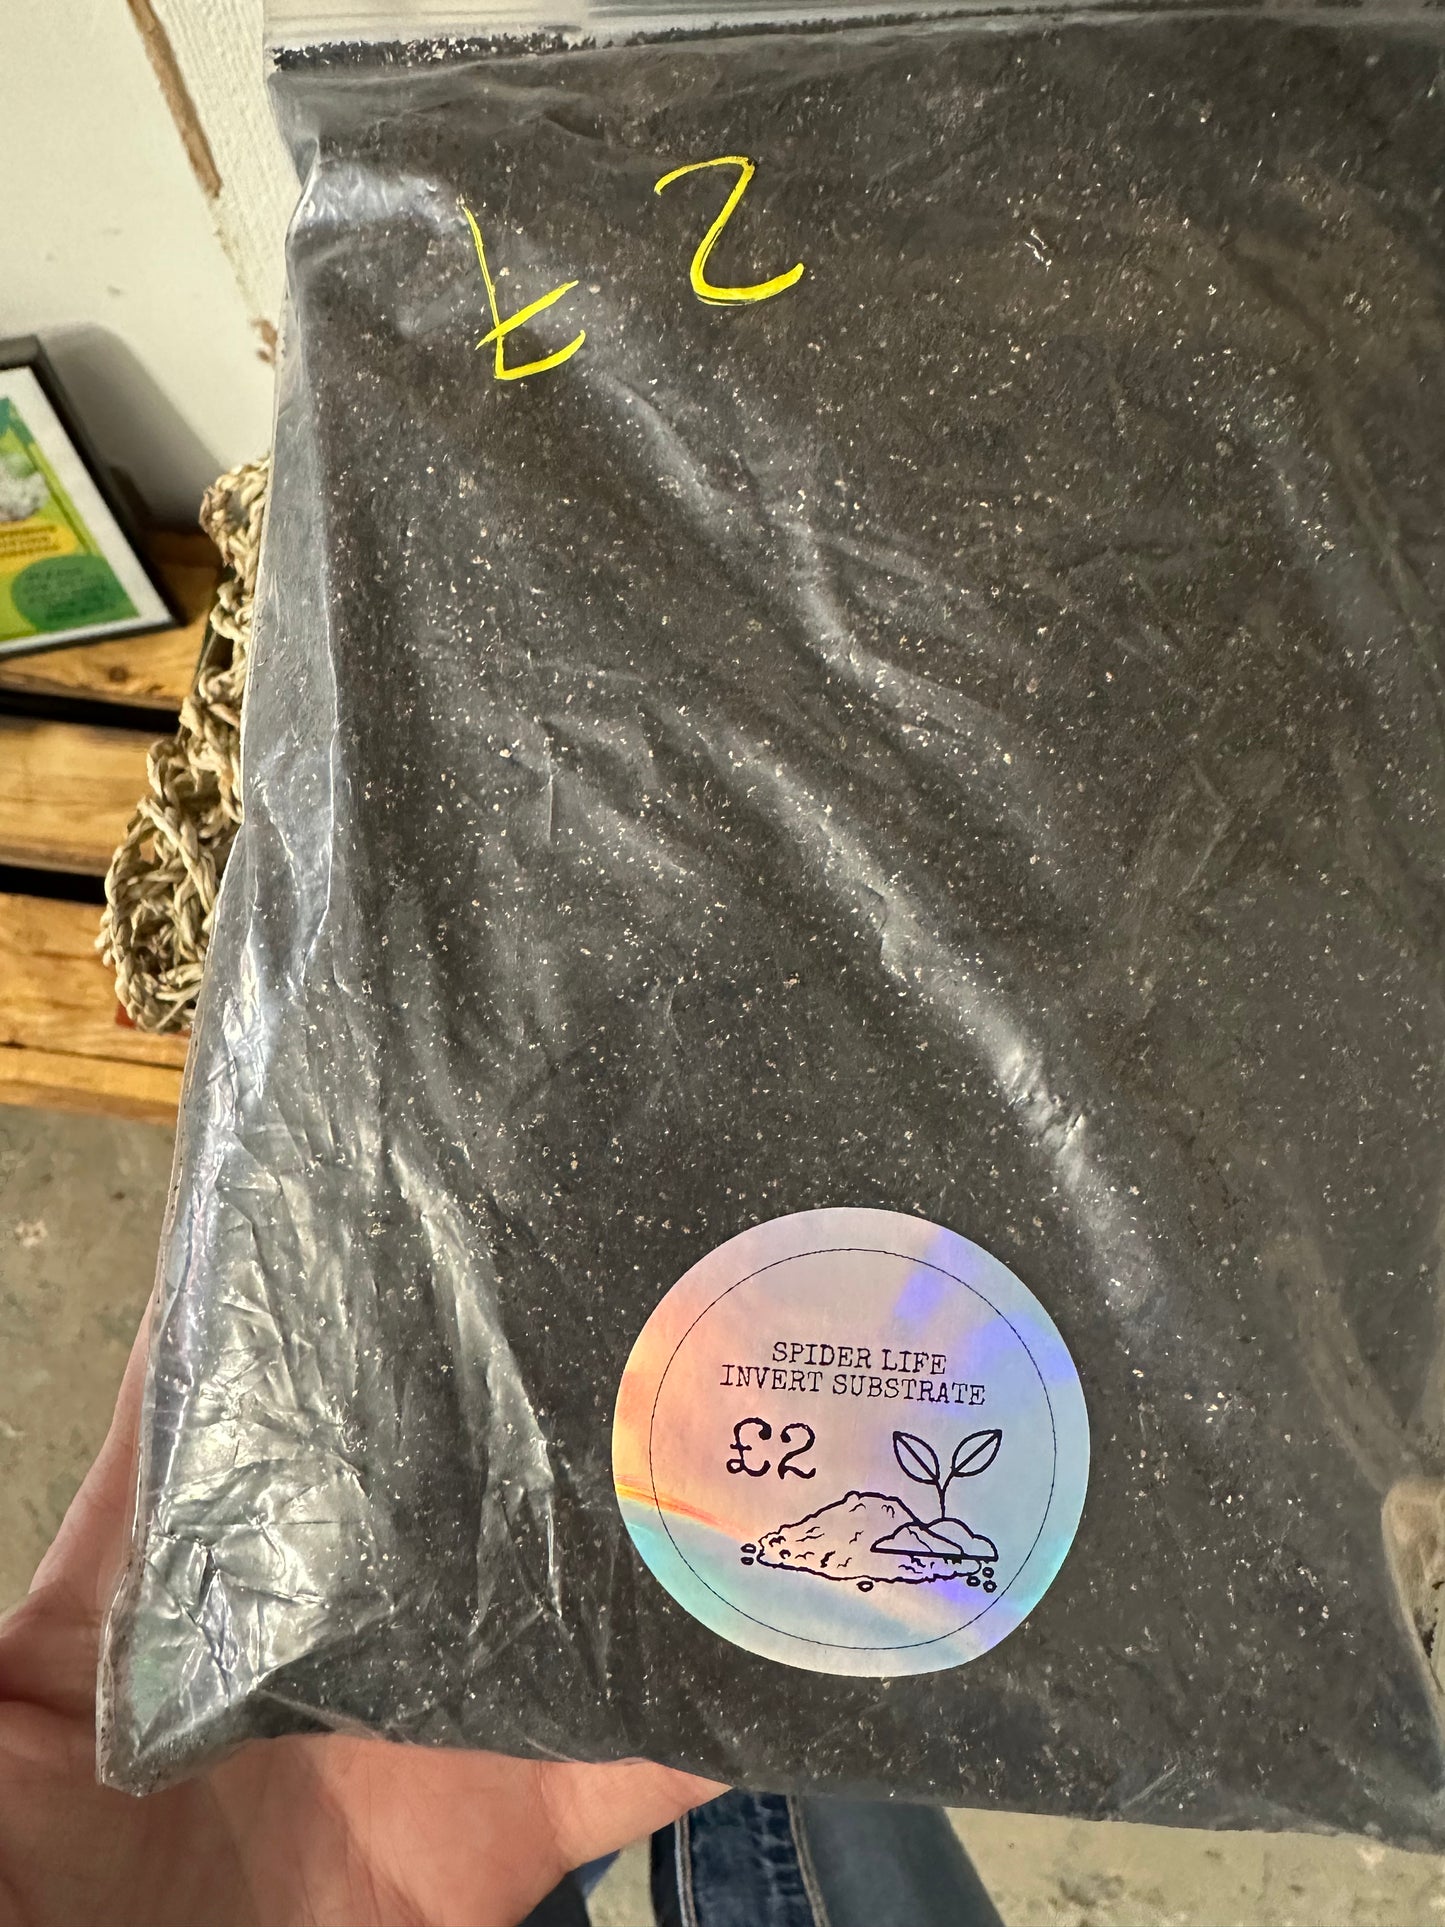 £ 2
SPIDER LIFE
INVERT SUBSTRATE
£2